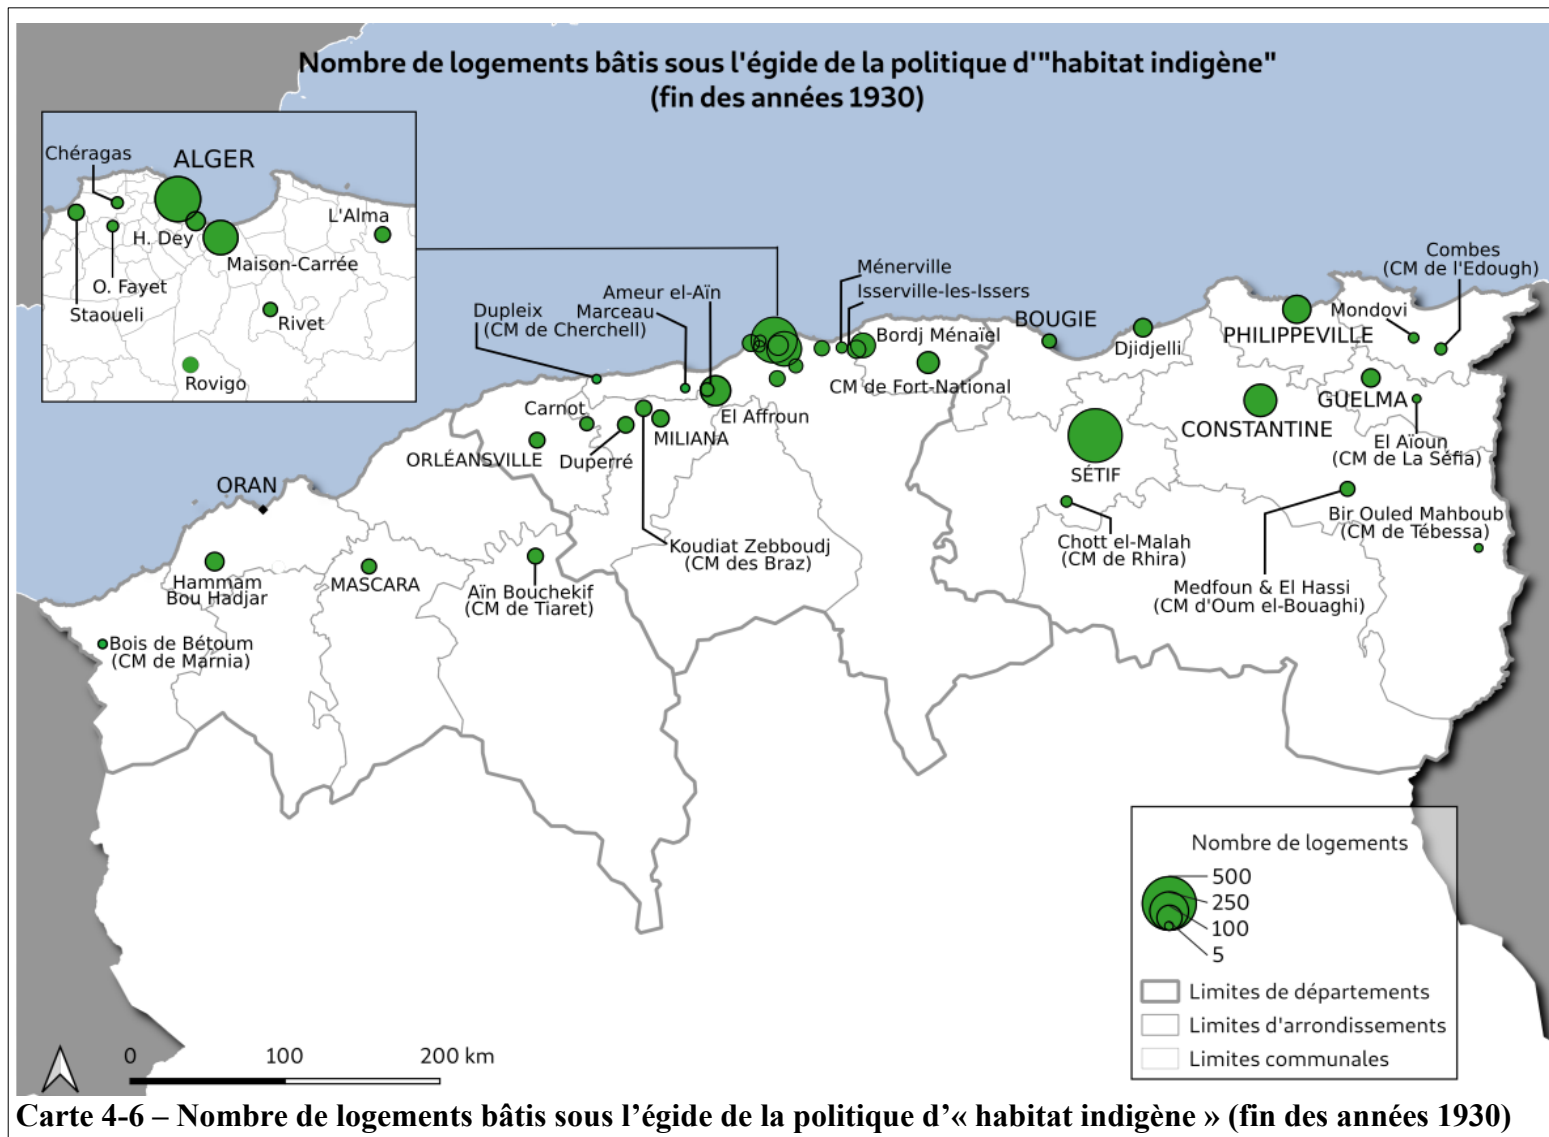 Nombre de logements bâtis sous l'égide de la politique d'"habitat indigène"
(fin des années 1930)
Chéragas
ALGER
L'Alma
H. Dey
Maison-Carrée
O. Fayet
Staoueli
Rivet
Rovigo
Combes
(CM de l'Edough)
Ménerville
Isserville-les-Issers
Ameur el-Aïn
Marceau
Dupleix
(CM de Cherchell)
BOUGIE
Mondovi
Bordj Ménaïel
Djidjelli
PHILIPPEVILLE
CM de Fort-National
Carnot
El Affroun
GUELMA
MILIANA
CONSTANTINE
ORLÉANSVILLE
Duperré
El Aïoun
(CM de La Séfia)
SÉTIF
ORAN
Bir Ouled Mahboub
(CM de Tébessa)
Chott el-Malah
(CM de Rhira)
Koudiat Zebboudj
(CM des Braz)
Hammam
Bou Hadjar
MASCARA
Aïn Bouchekif
(CM de Tiaret)
Medfoun & El Hassi
(CM d'Oum el-Bouaghi)
Bois de Bétoum
(CM de Marnia)
Nombre de logements
500
250
100
5
Limites de départements
Limites d'arrondissements
Limites communales
0 100 200 km
Carte 4-6 – Nombre de logements bâtis sous l’égide de la politique d’« habitat indigène » (fin des années 1930)